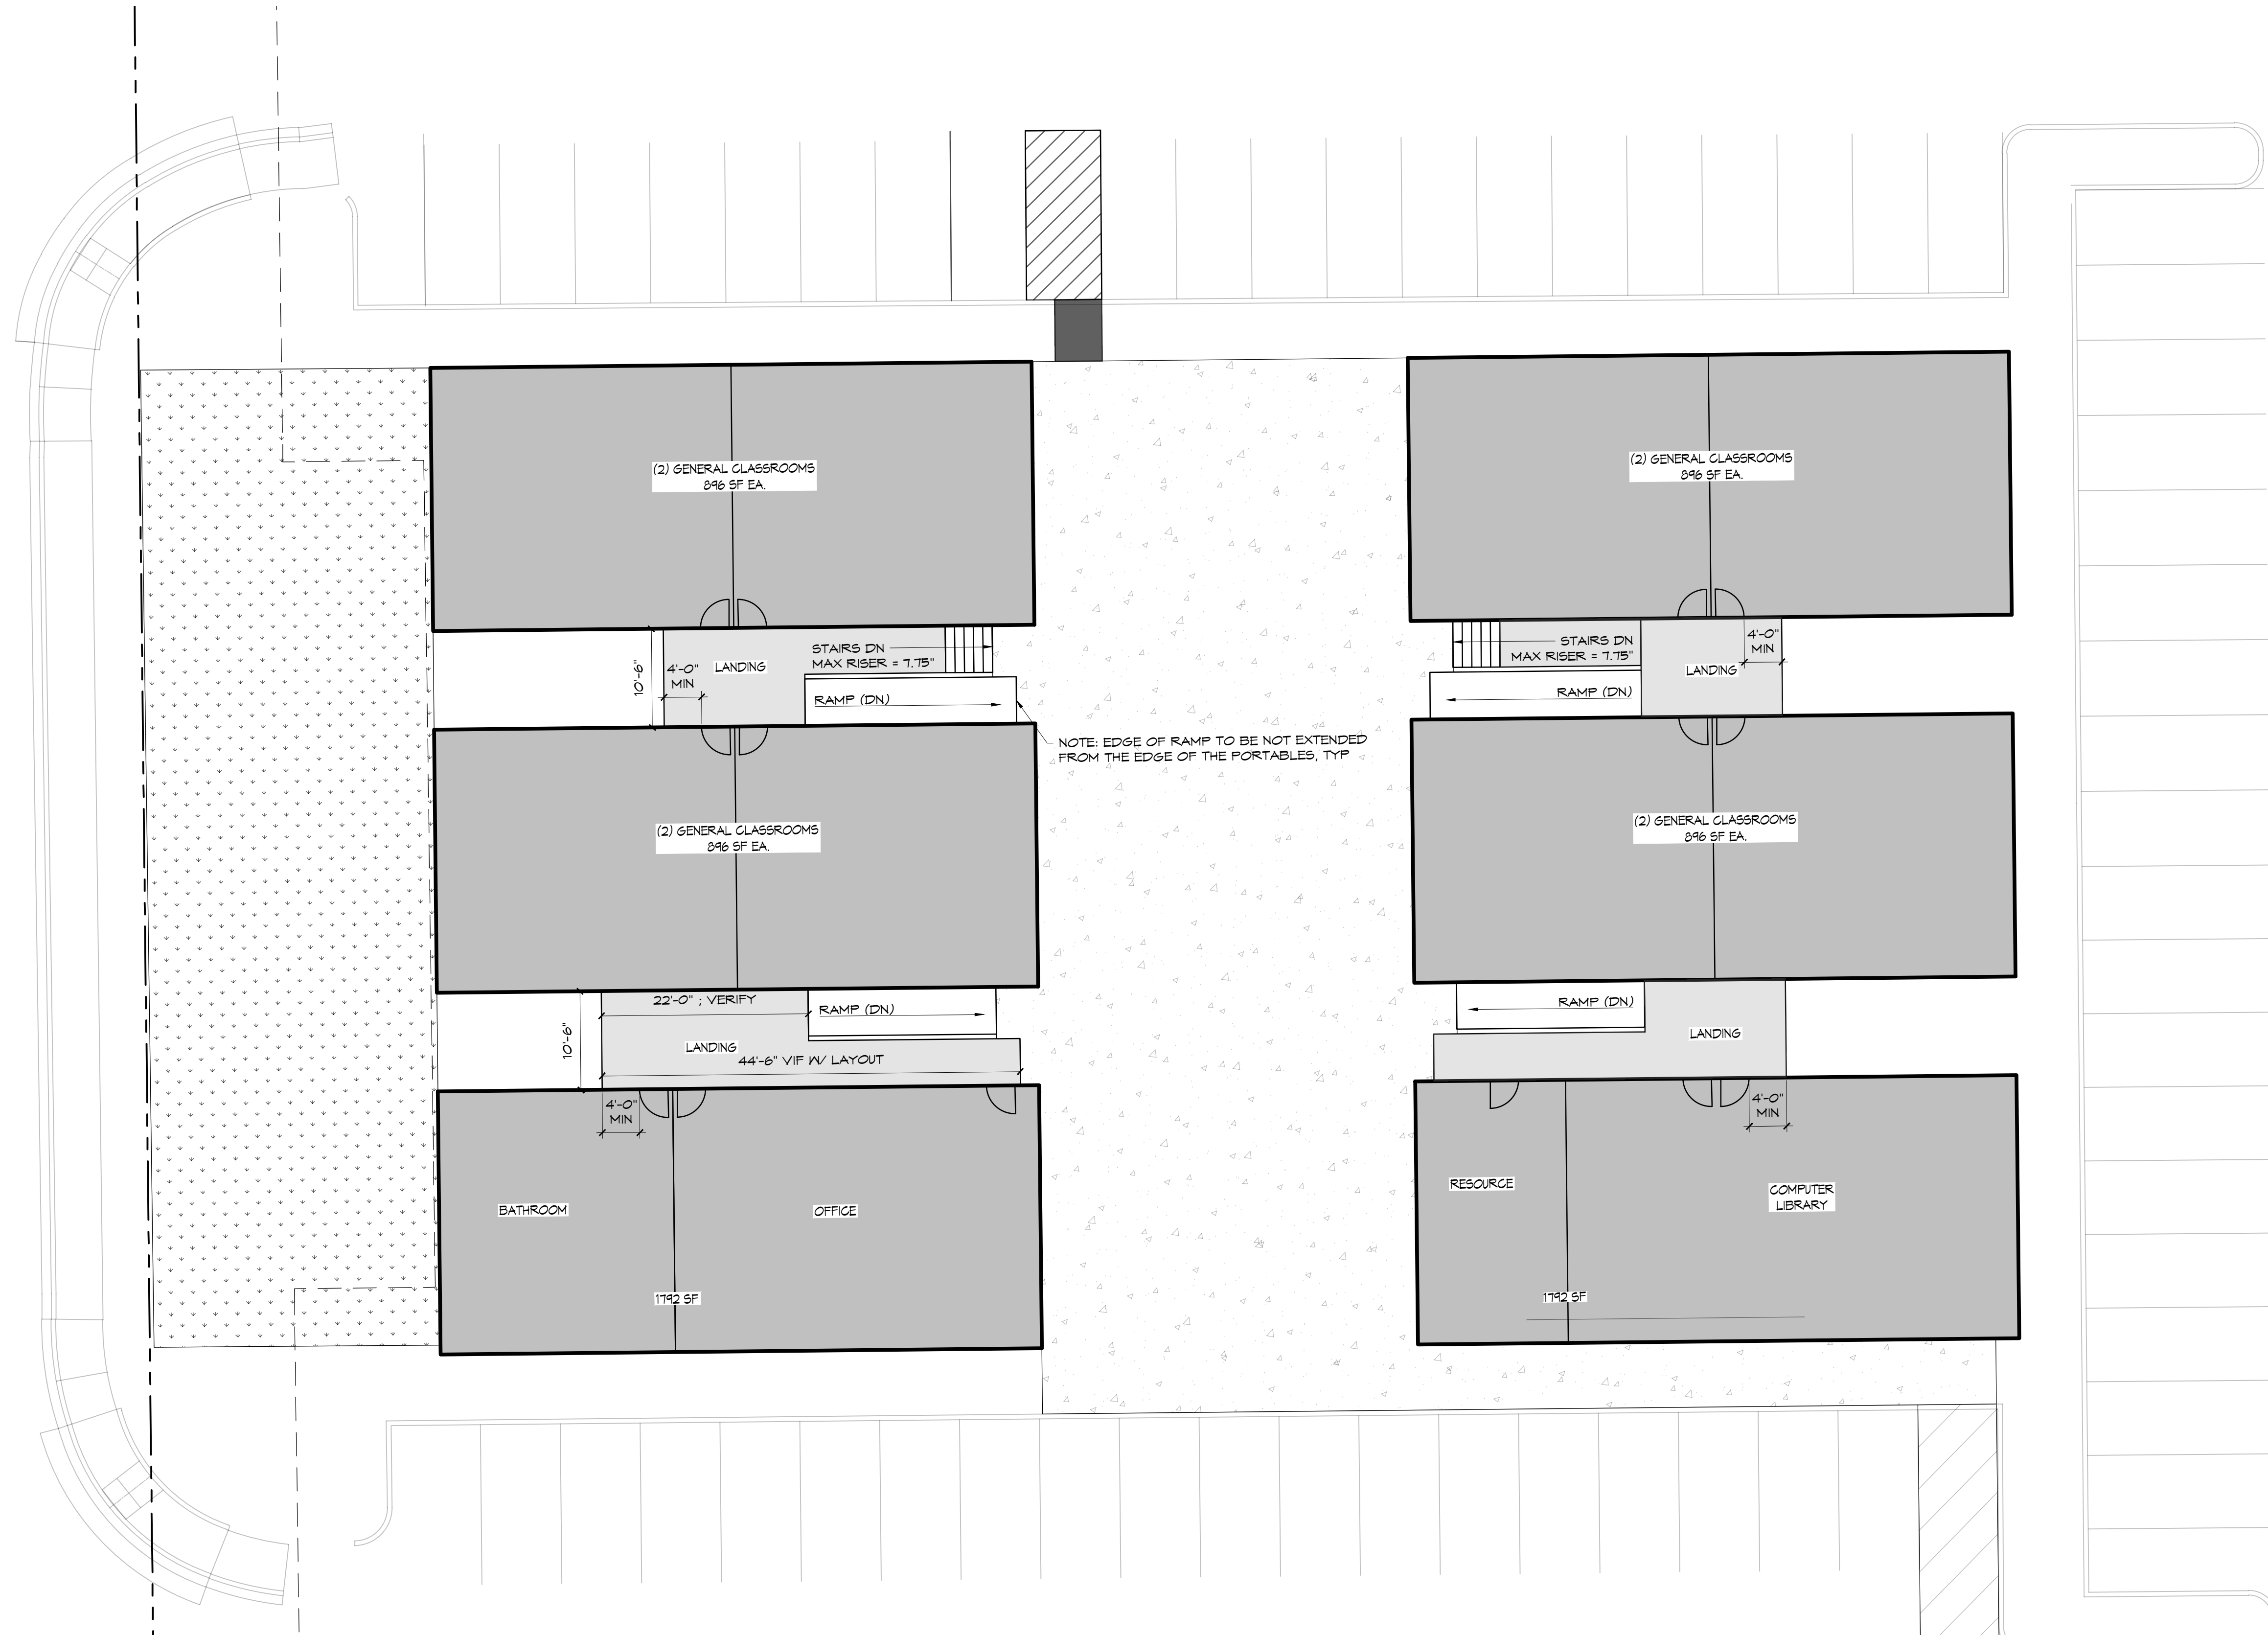 (2) GENERAL CLASSROOMS
896 SF EA.
(2) GENERAL CLASSROOMS
896 SF EA.
10'-6"
4'-0"
MIN
LANDING
STAIRS DN
MAX RISER = 7.75"
RAMP (DN)
STAIRS DN
MAX RISER = 7.75"
RAMP (DN)
LANDING
4'-0"
MIN
NOTE: EDGE OF RAMP TO BE NOT EXTENDED
FROM THE EDGE OF THE PORTABLES, TYP
(2) GENERAL CLASSROOMS
896 SF EA.
(2) GENERAL CLASSROOMS
896 SF EA.
10'-6"
22'-0" ; VERIFY
RAMP (DN)
LANDING
44'-6" VIF W/ LAYOUT
4'-0"
MIN
RAMP (DN)
LANDING
4'-0"
MIN
BATHROOM
OFFICE
1792 SF
RESOURCE
COMPUTER
LIBRARY
1792 SF